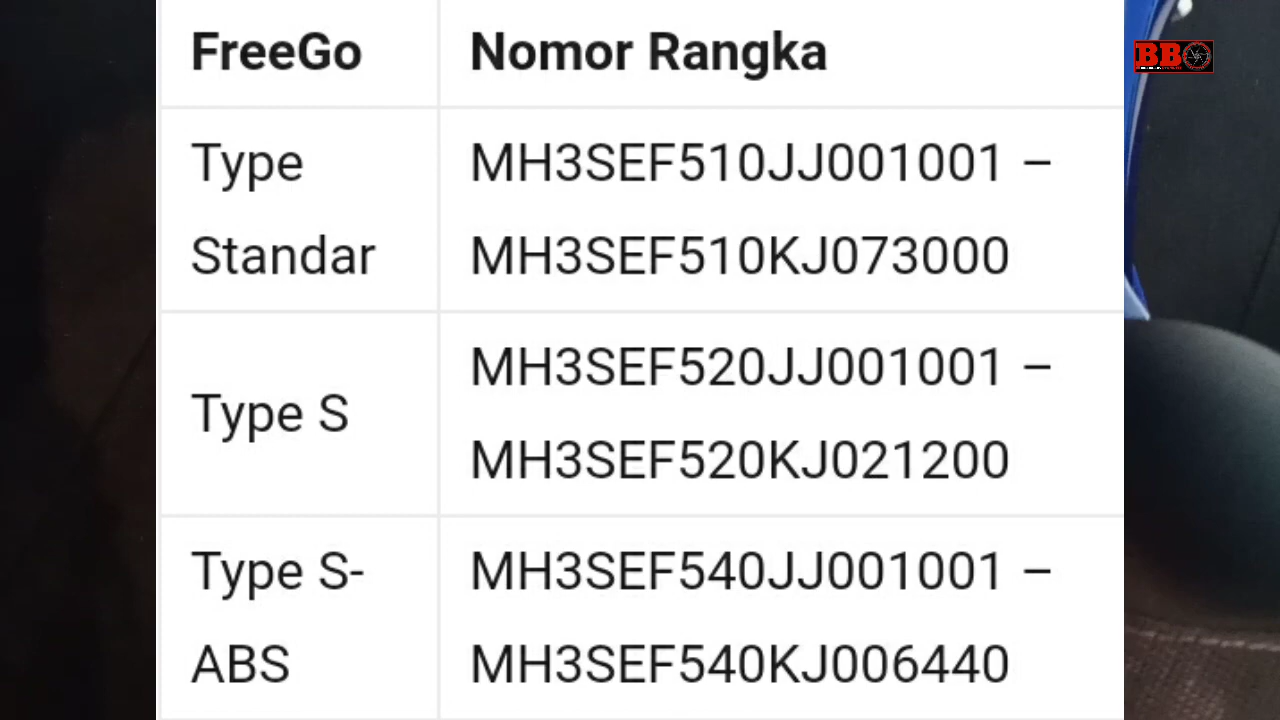 FreeGo Nomor Rangka
BBO
Type MH3SEF510JJ001001 –
Standar MH3SEF510KJ073000
Type S MH3SEF520JJ001001 –
MH3SEF520KJ021200
Type S- MH3SEF540JJ001001 –
ABS MH3SEF540KJ006440